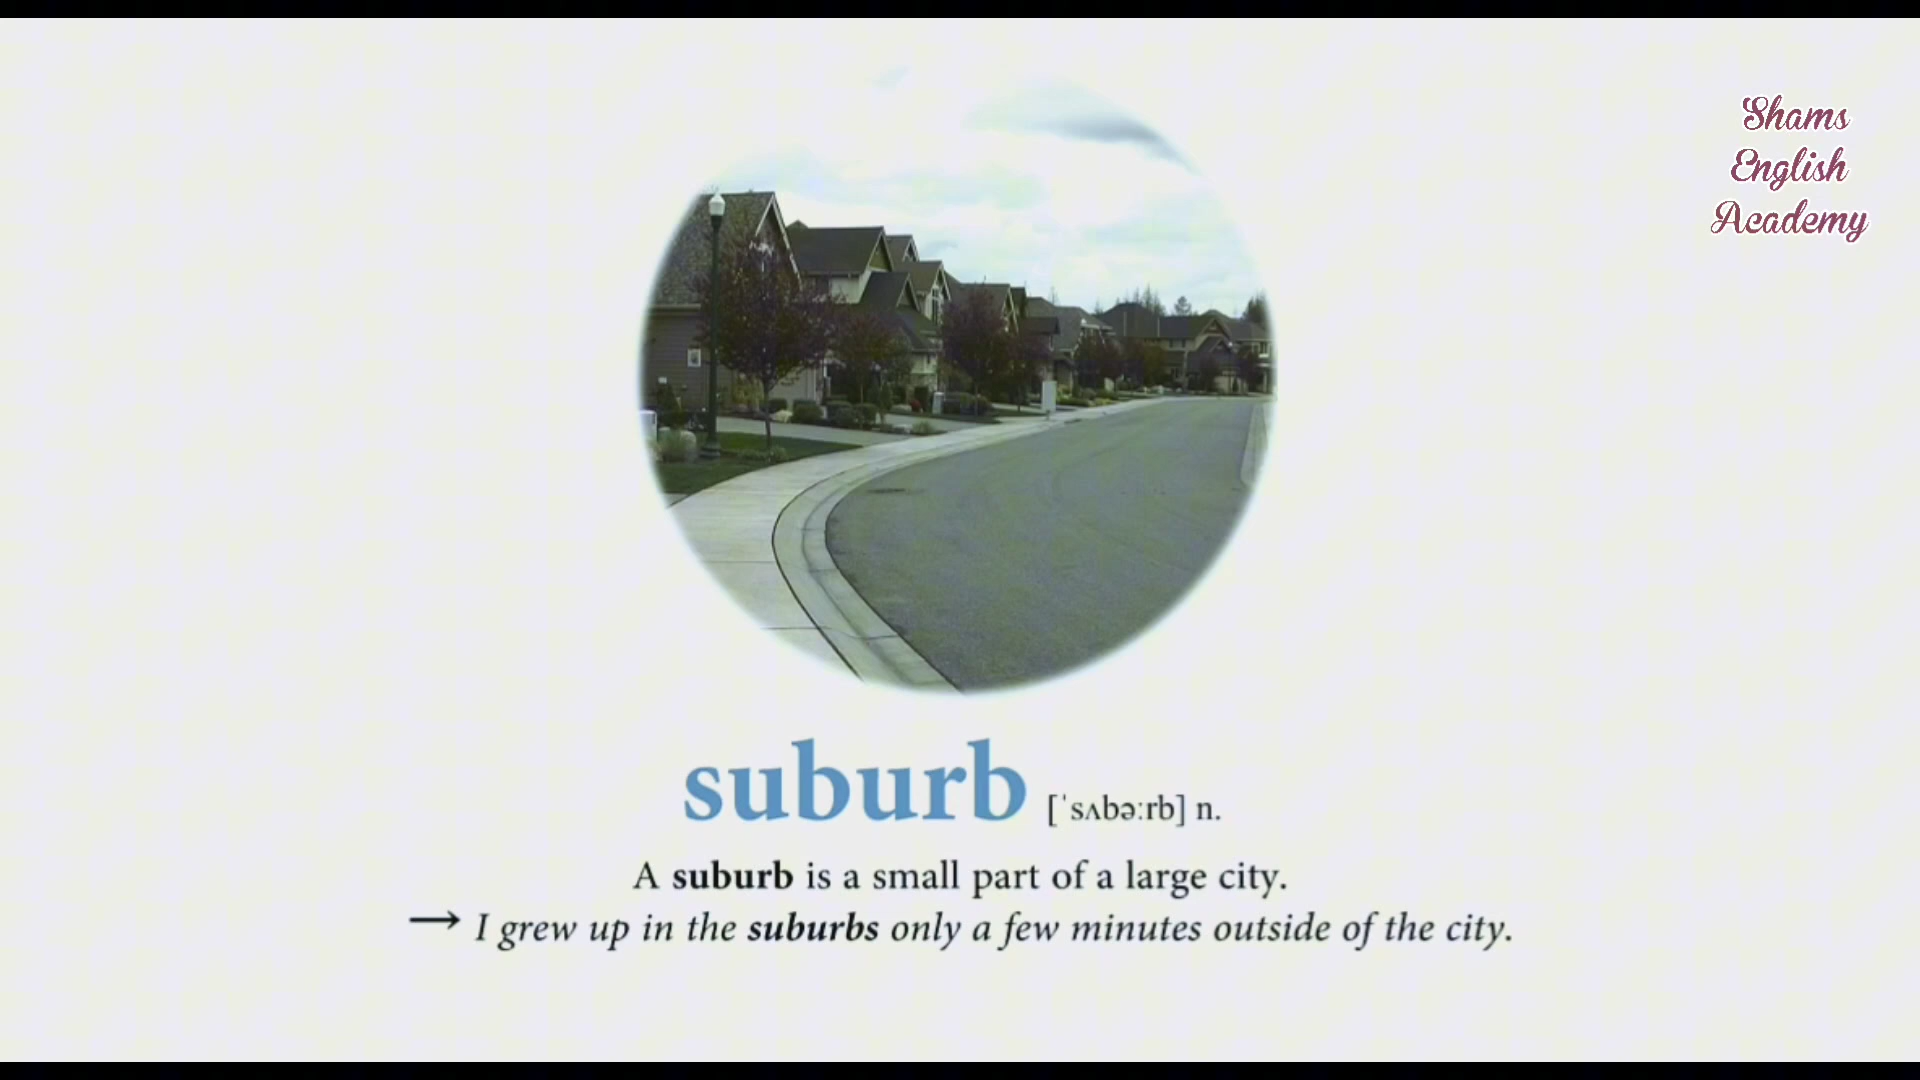 Shams
English
Academy
suburb [ˈsʌbəːrb] n.
A suburb is a small part of a large city.
→ I grew up in the suburbs only a few minutes outside of the city.